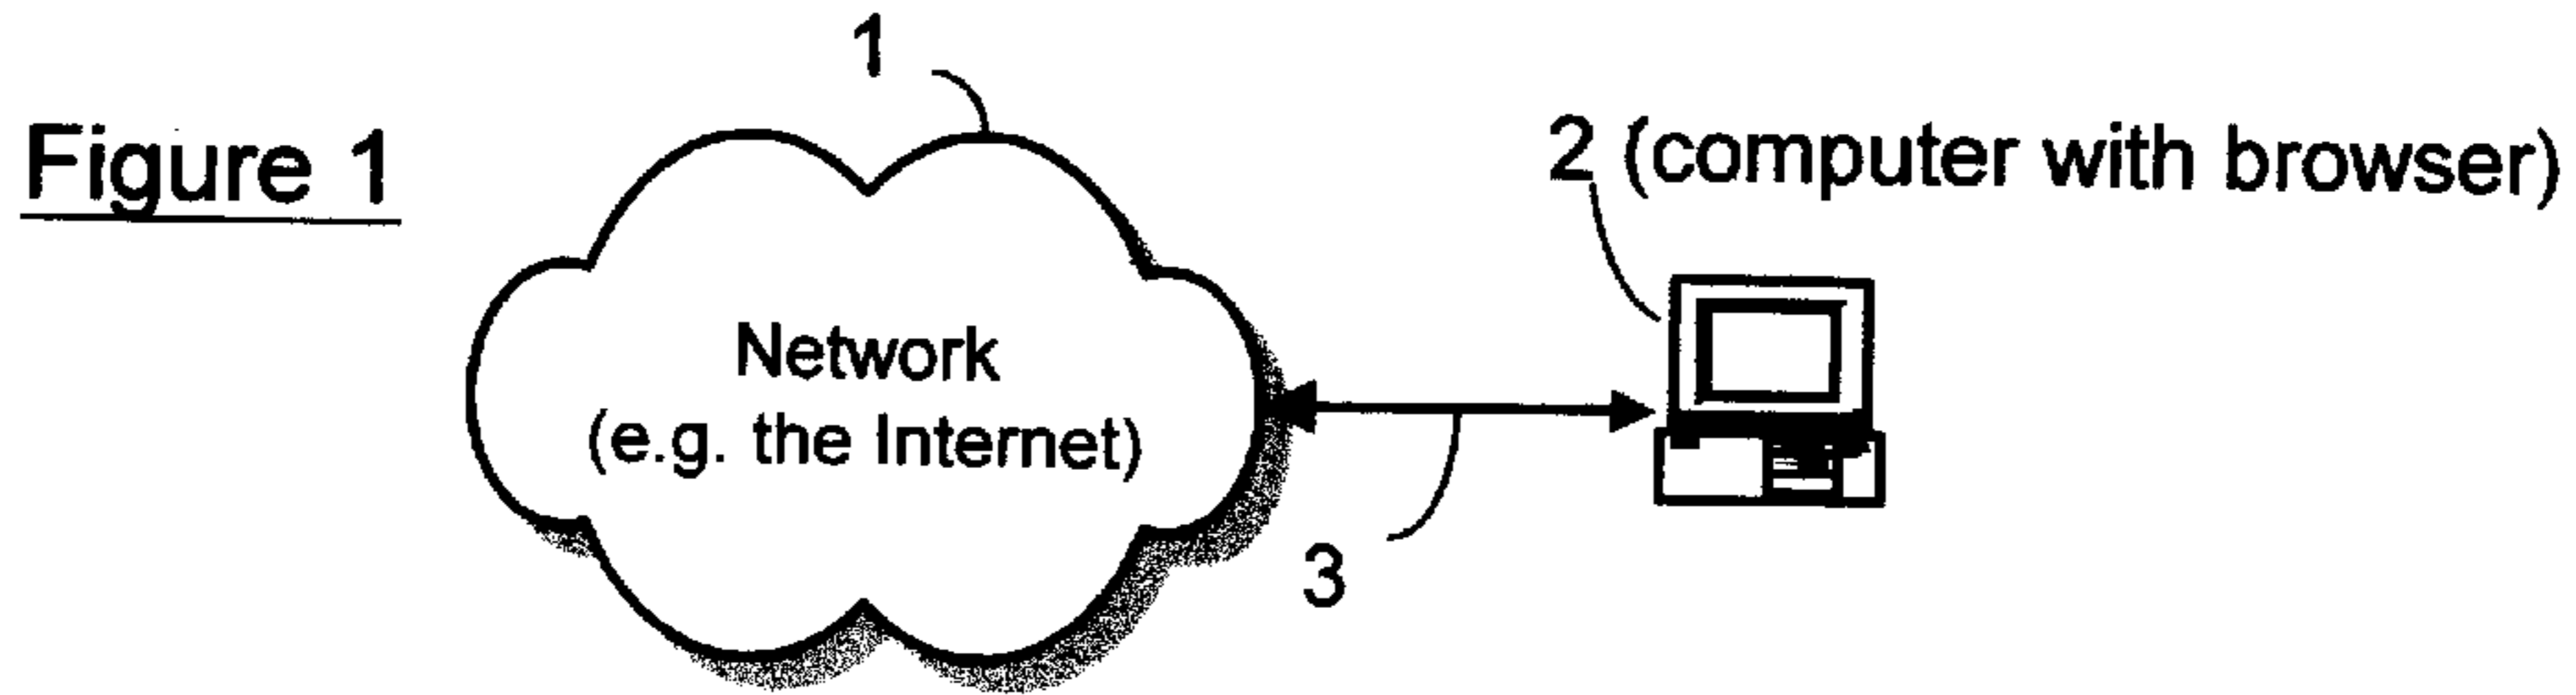 Figure 1
1
2 (computer with browser)
Network
(e.g. the Internet)
3